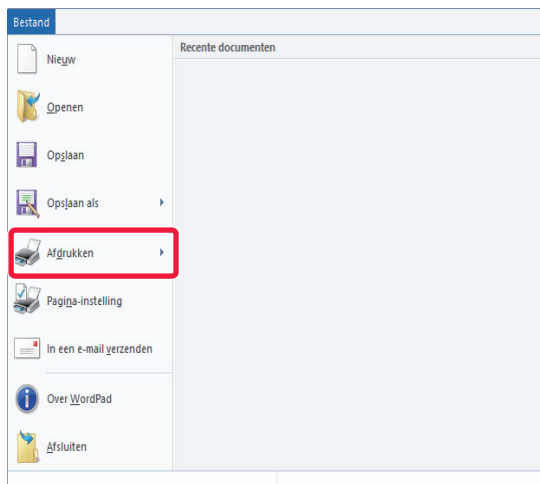 Bestand
Recente documenten
Nieuw
Openen
Opslaan
Opslaan als
Afdrukken
Pagina-instelling
In een e-mail verzenden
Over WordPad
Afsluiten